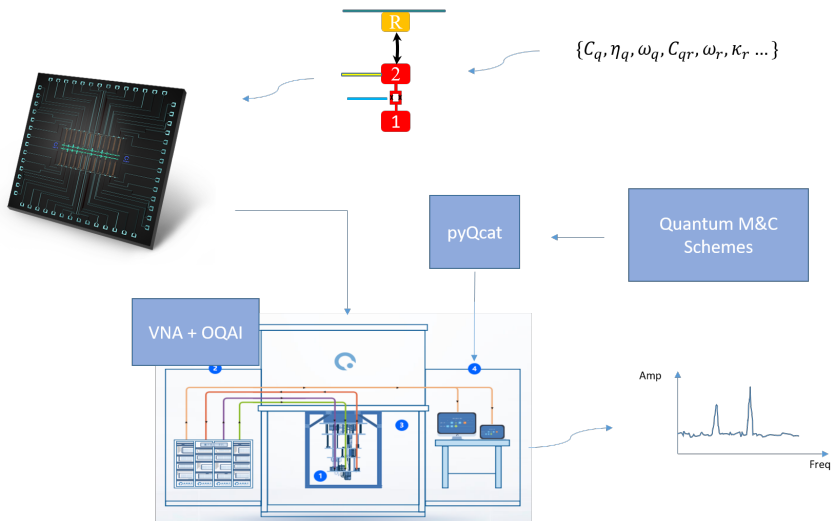 R
{C_q, η_q, ω_q, C_qr, ω_r, κ_r ...}
2
1
pyQcat
Quantum M&C
Schemes
VNA + OQAI
2
4
3
1
Amp
Freq